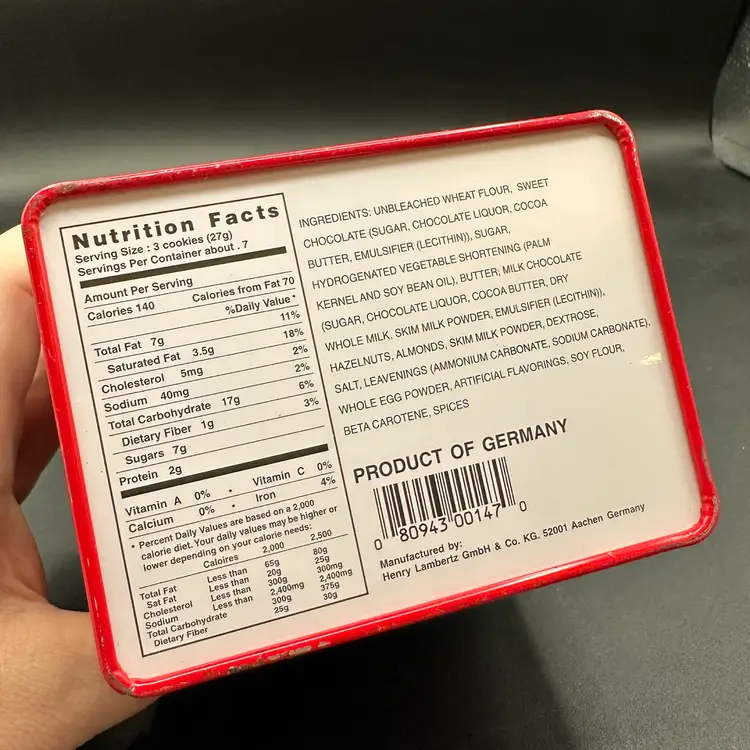 Nutrition Facts
Serving Size : 3 cookies (27g)
Servings Per Container about . 7
Amount Per Serving
Calories 140 Calories from Fat 70
%Daily Value*
Total Fat 7g 11%
Saturated Fat 3.5g 18%
Cholesterol 5mg 2%
Sodium 40mg 2%
Total Carbohydrate 17g 6%
Dietary Fiber 1g 3%
Sugars 7g
Protein 2g
Vitamin A 0% • Vitamin C 0%
Calcium 0% • Iron 4%
* Percent Daily Values are based on a 2,000
calorie diet. Your daily values may be higher or
lower depending on your calorie needs:
Caloires 2,000 2,500
Total Fat Less than 65g 80g
Sat Fat Less than 20g 25g
Cholesterol Less than 300g 300mg
Sodium Less than 2,400mg 2,400mg
Total Carbohydrate 300g 375g
Dietary Fiber 25g 30g
INGREDIENTS: UNBLEACHED WHEAT FLOUR, SWEET
CHOCOLATE (SUGAR, CHOCOLATE LIQUOR, COCOA
BUTTER, EMULSIFIER (LECITHIN)), SUGAR,
HYDROGENATED VEGETABLE SHORTENING (PALM
KERNEL AND SOY BEAN OIL), BUTTER; MILK CHOCOLATE
(SUGAR, CHOCOLATE LIQUOR, COCOA BUTTER, DRY
WHOLE MILK, SKIM MILK POWDER, EMULSIFIER (LECITHIN)),
HAZELNUTS, ALMONDS, SKIM MILK POWDER, DEXTROSE,
SALT, LEAVENINGS (AMMONIUM CARBONATE, SODIUM CARBONATE),
WHOLE EGG POWDER, ARTIFICIAL FLAVORINGS, SOY FLOUR,
BETA CAROTENE, SPICES
PRODUCT OF GERMANY
0 80943 00147 0
Manufactured by:
Henry Lambertz GmbH & Co. KG. 52001 Aachen Germany